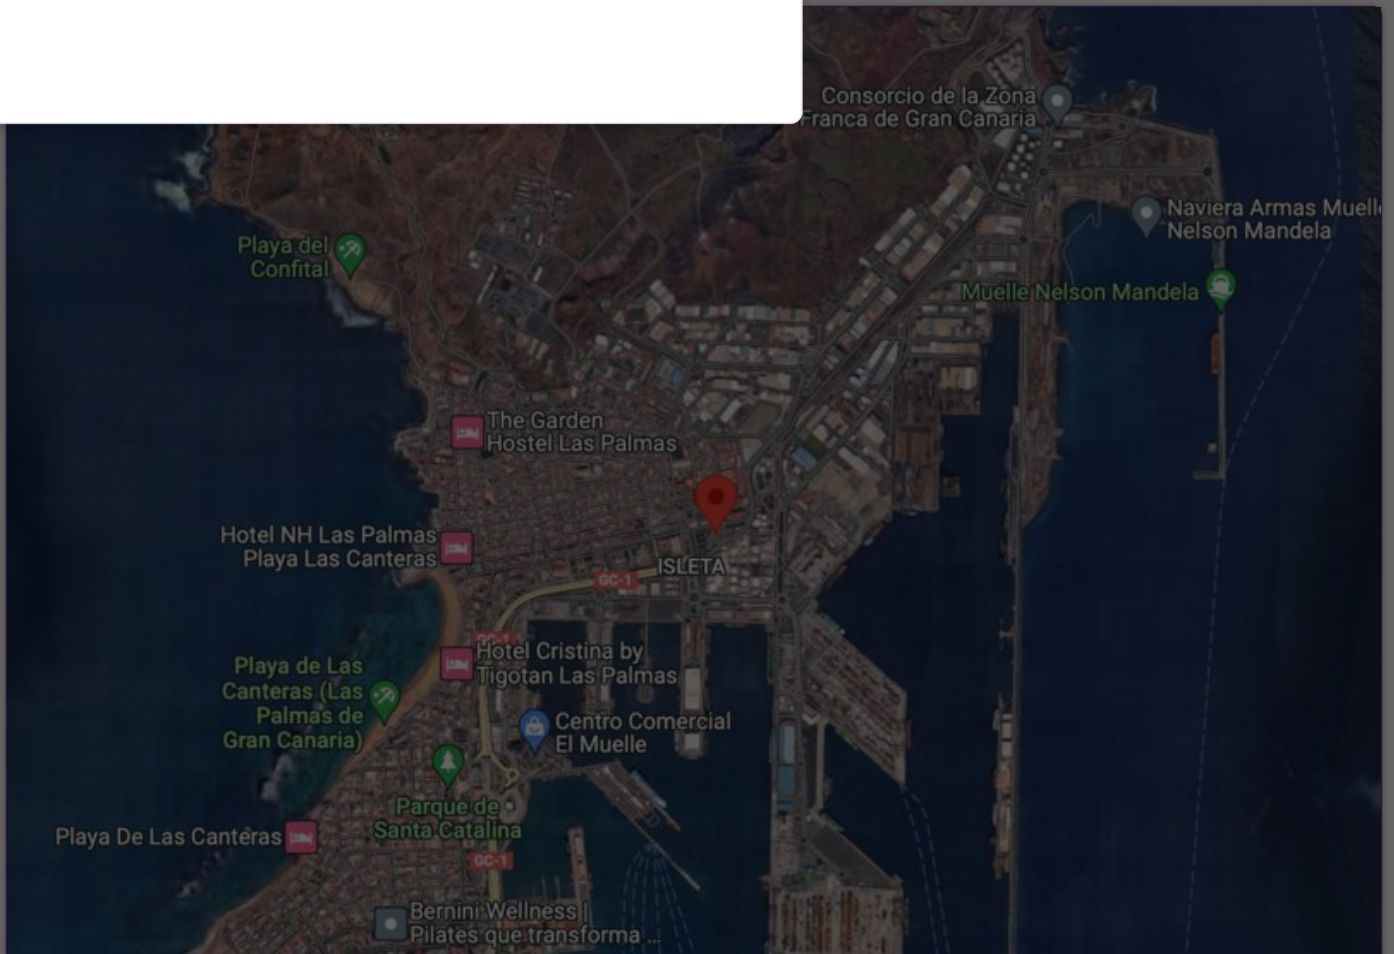 Consorcio de la Zona
Franca de Gran Canaria
Naviera Armas Muell
Nelson Mandela
Playa del
Confital
Muelle Nelson Mandela
The Garden
Hostel Las Palmas
Hotel NH Las Palmas
Playa Las Canteras
ISLETA
GC-1
GC-1
Hotel Cristina by
Tigotan Las Palmas
Playa de Las
Canteras (Las
Palmas de
Gran Canaria)
Centro Comercial
El Muelle
Parque de
Santa Catalina
Playa De Las Canteras
GC-1
Bernini Wellness |
Pilates que transforma ...